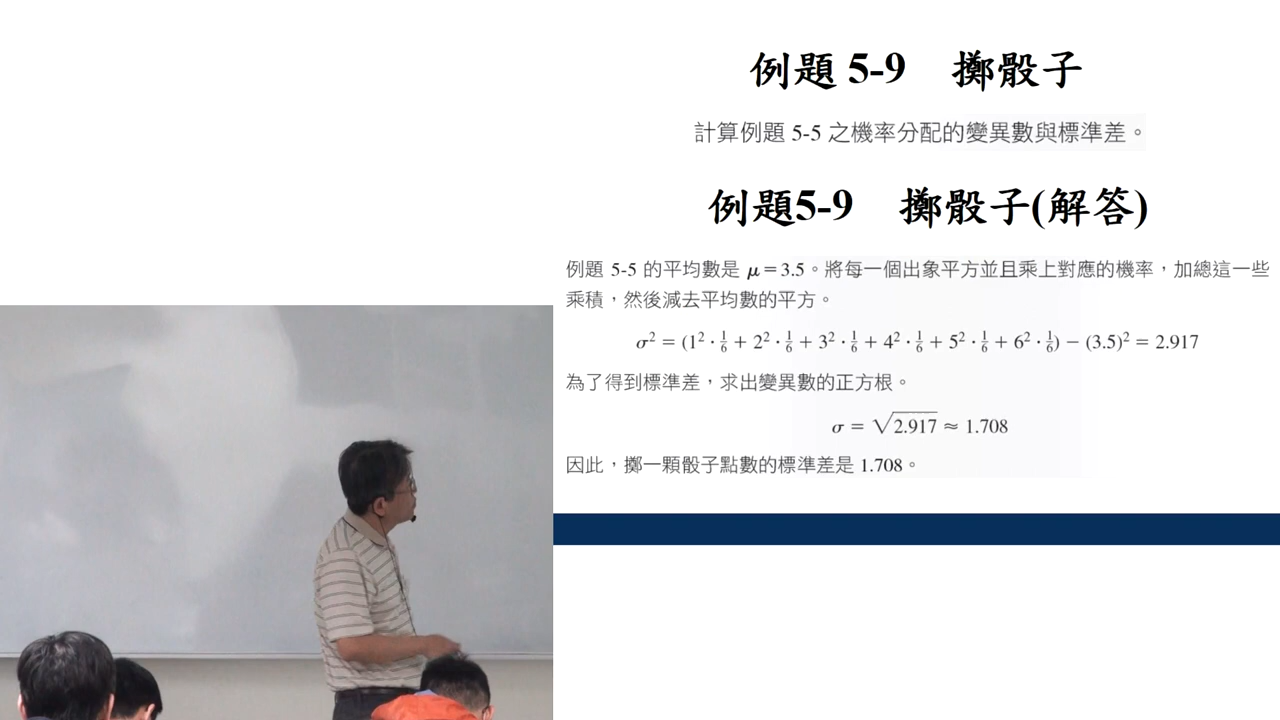 例題 5-9 擲骰子
計算例題 5-5 之機率分配的變異數與標準差。
例題5-9 擲骰子(解答)
例題 5-5 的平均數是 μ = 3.5。將每一個出象平方並且乘上對應的機率，加總這一些
乘積，然後減去平均數的平方。
σ² = (1² · 1/6 + 2² · 1/6 + 3² · 1/6 + 4² · 1/6 + 5² · 1/6 + 6² · 1/6) − (3.5)² = 2.917
為了得到標準差，求出變異數的正方根。
σ = √2.917 ≈ 1.708
因此，擲一顆骰子點數的標準差是 1.708。